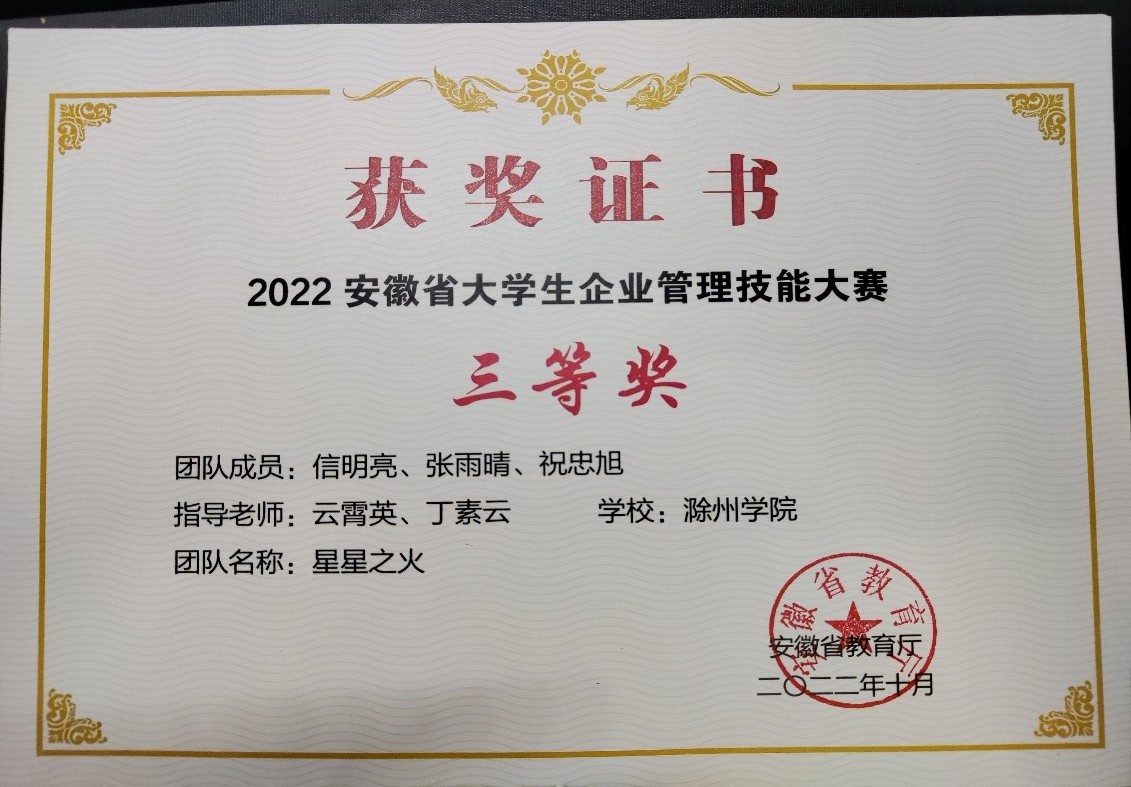 获奖证书
2022安徽省大学生企业管理技能大赛
三等奖
团队成员：信明亮、张雨晴、祝忠旭
指导老师：云霄英、丁素云 学校：滁州学院
团队名称：星星之火
安徽省教育厅
安徽省教育厅
二〇二二年十月